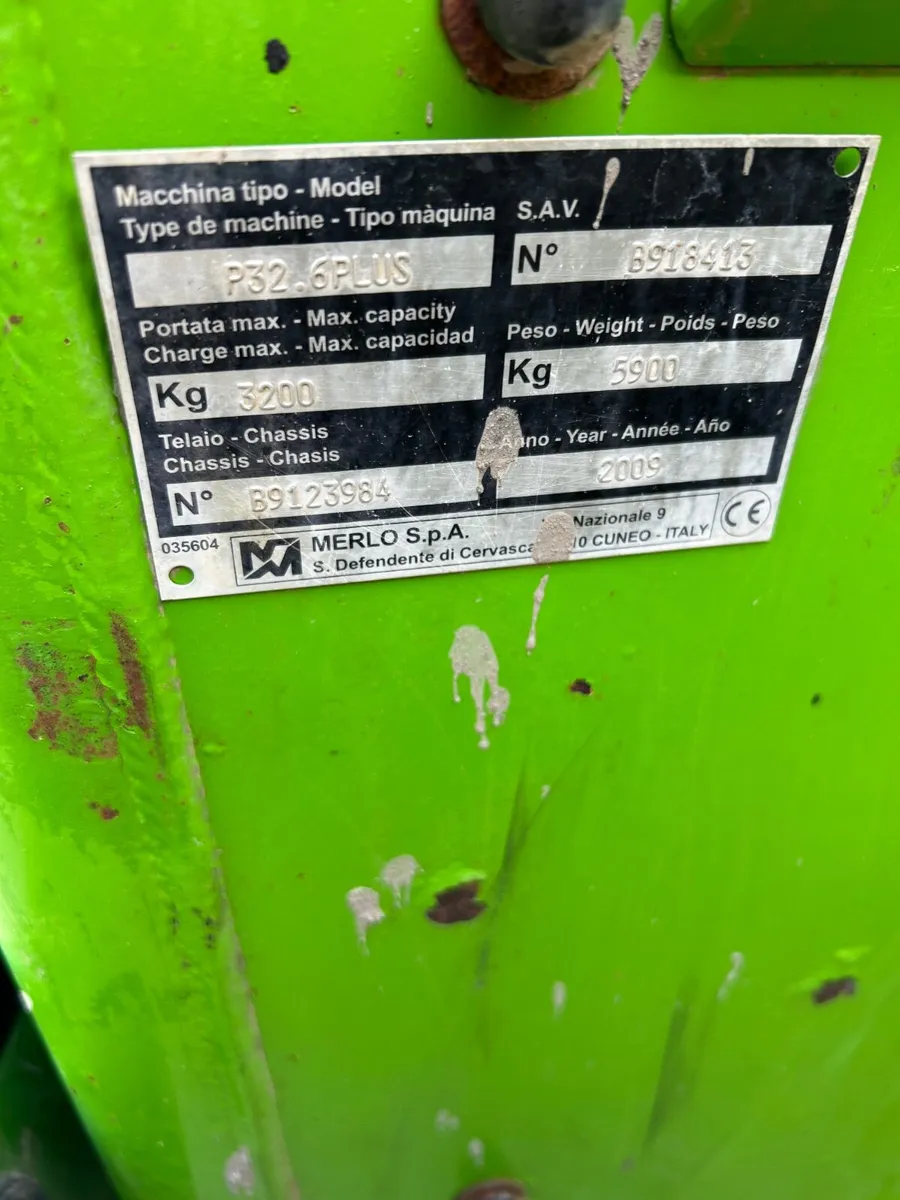 Macchina tipo - Model
Type de machine - Tipo màquina
P32.6PLUS
S.A.V.
N° B918413
Portata max. - Max. capacity
Charge max. - Max. capacidad
Kg 3200
Peso - Weight - Poids - Peso
Kg 5900
Telaio - Chassis
Chassis - Chasis
N° B9123984
Anno - Year - Année - Año
2009
035604
MERLO S.p.A.
Nazionale 9
S. Defendente di Cervasca 10 CUNEO - ITALY
CE